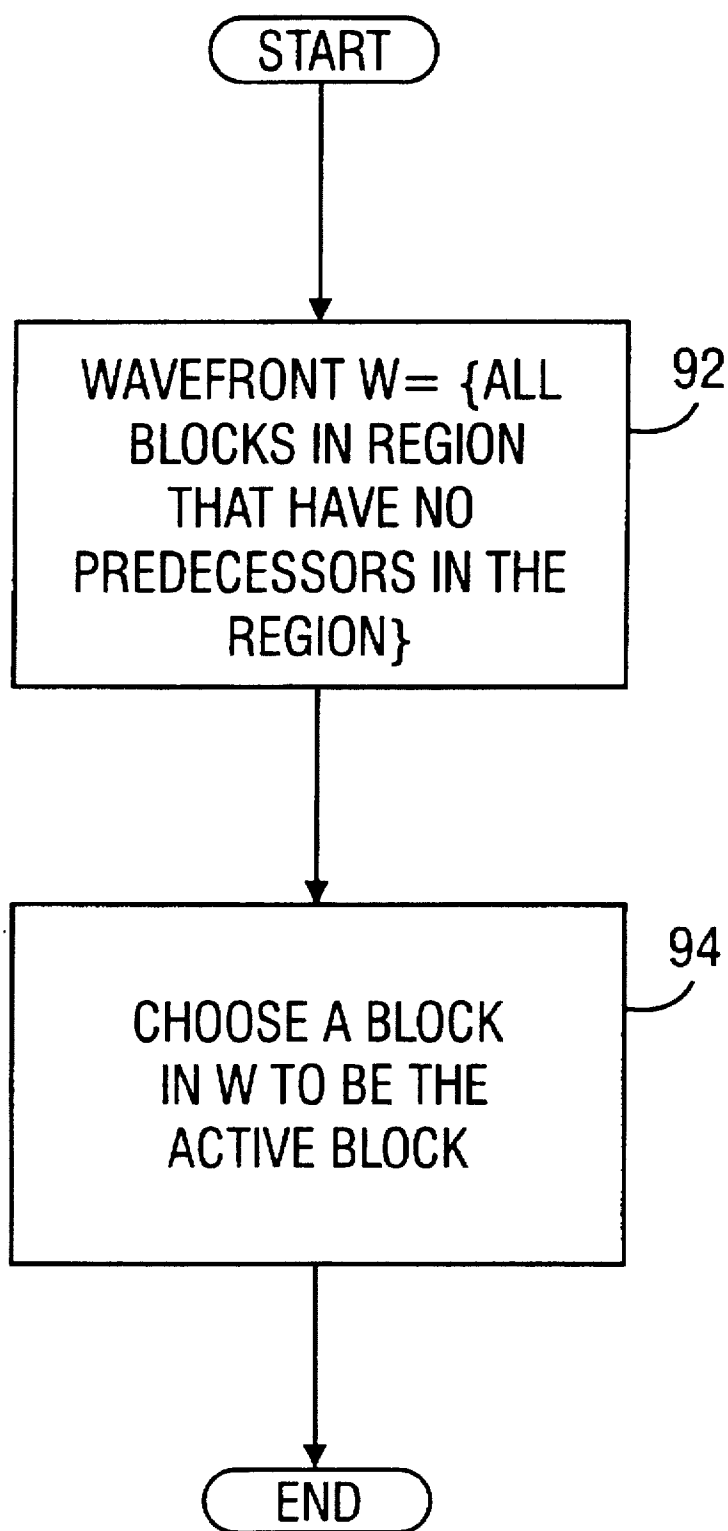 START
WAVEFRONT W= {ALL
BLOCKS IN REGION
THAT HAVE NO
PREDECESSORS IN THE
REGION}
92
CHOOSE A BLOCK
IN W TO BE THE
ACTIVE BLOCK
94
END